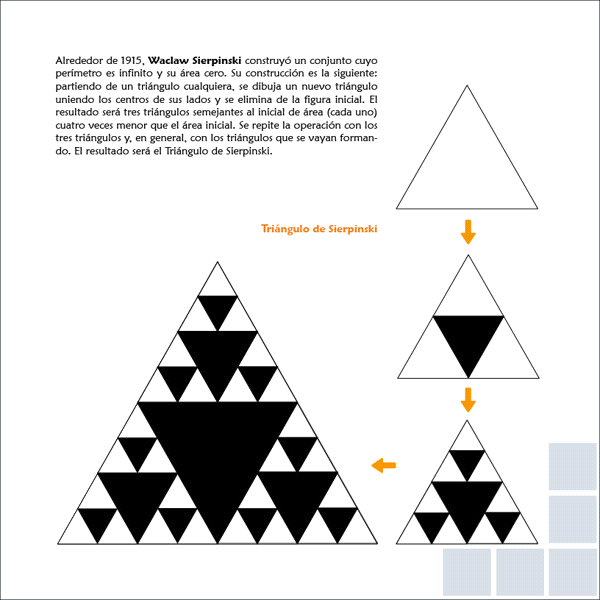 Alrededor de 1915, Waclaw Sierpinski construyó un conjunto cuyo
perímetro es infinito y su área cero. Su construcción es la siguiente:
partiendo de un triángulo cualquiera, se dibuja un nuevo triángulo
uniendo los centros de sus lados y se elimina de la figura inicial. El
resultado será tres triángulos semejantes al inicial de área (cada uno)
cuatro veces menor que el área inicial. Se repite la operación con los
tres triángulos y, en general, con los triángulos que se vayan forman-
do. El resultado será el Triángulo de Sierpinski.
Triángulo de Sierpinski